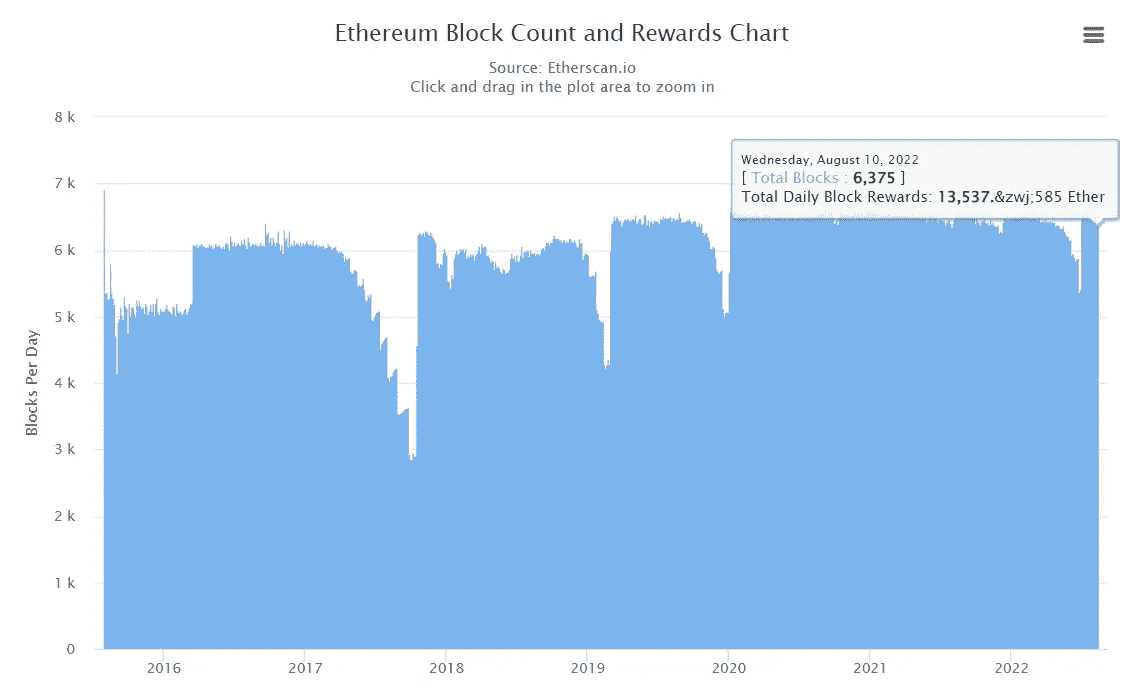 Ethereum Block Count and Rewards Chart
Source: Etherscan.io
Click and drag in the plot area to zoom in
8 k
7 k
6 k
5 k
4 k
3 k
2 k
1 k
0
Blocks Per Day
Wednesday, August 10, 2022
[ Total Blocks : 6,375 ]
Total Daily Block Rewards: 13,537.&zwj;585 Ether
2016
2017
2018
2019
2020
2021
2022